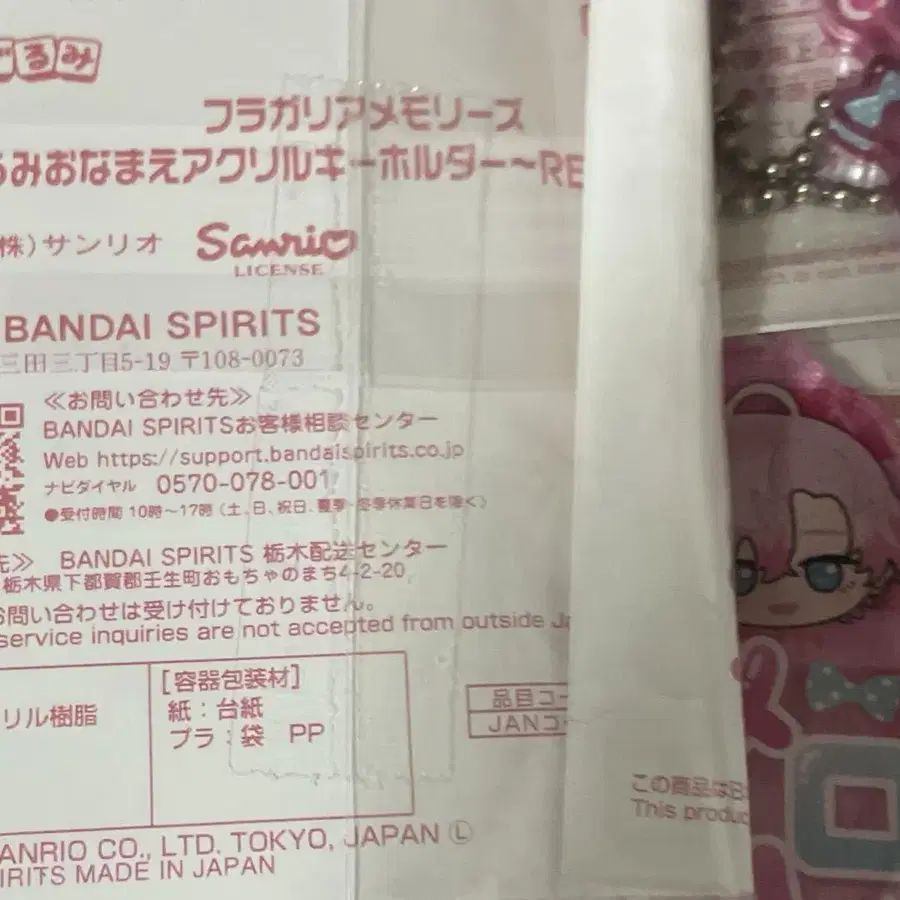 るみ
フラガリアメモリーズ
るみおなまえアクリルキーホルダー～RE
株）サンリオ Sanrio
LICENSE
BANDAI SPIRITS
三田三丁目5-19 〒108-0073
≪お問い合わせ先≫
BANDAI SPIRITSお客様相談センター
Web https://support.bandaispirits.co.jp
ナビダイヤル 0570-078-001
●受付時間 10時～17時（土、日、祝日、夏季・冬季休業日を除く）
先≫ BANDAI SPIRITS 栃木配送センター
栃木県下都賀郡壬生町おもちゃのまち4-2-20
お問い合わせは受け付けておりません。
service inquiries are not accepted from outside Ja
リル樹脂
[容器包装材]
紙：台紙
プラ：袋 PP
品目コー
JANコー
この商品は日
This produc
ANRIO CO., LTD. TOKYO, JAPAN Ⓛ
IRITS MADE IN JAPAN